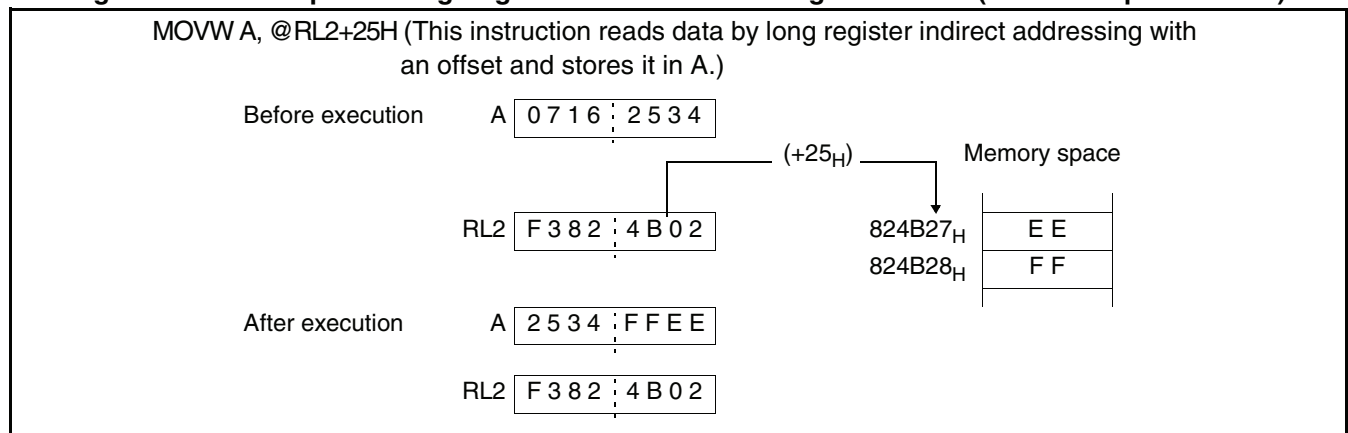 MOVW A, @RL2+25H (This instruction reads data by long register indirect addressing with
an offset and stores it in A.)
Before execution A 0716 2534
(+25H) Memory space
RL2 F382 4B02 824B27H EE
824B28H FF
After execution A 2534 FFEE
RL2 F382 4B02